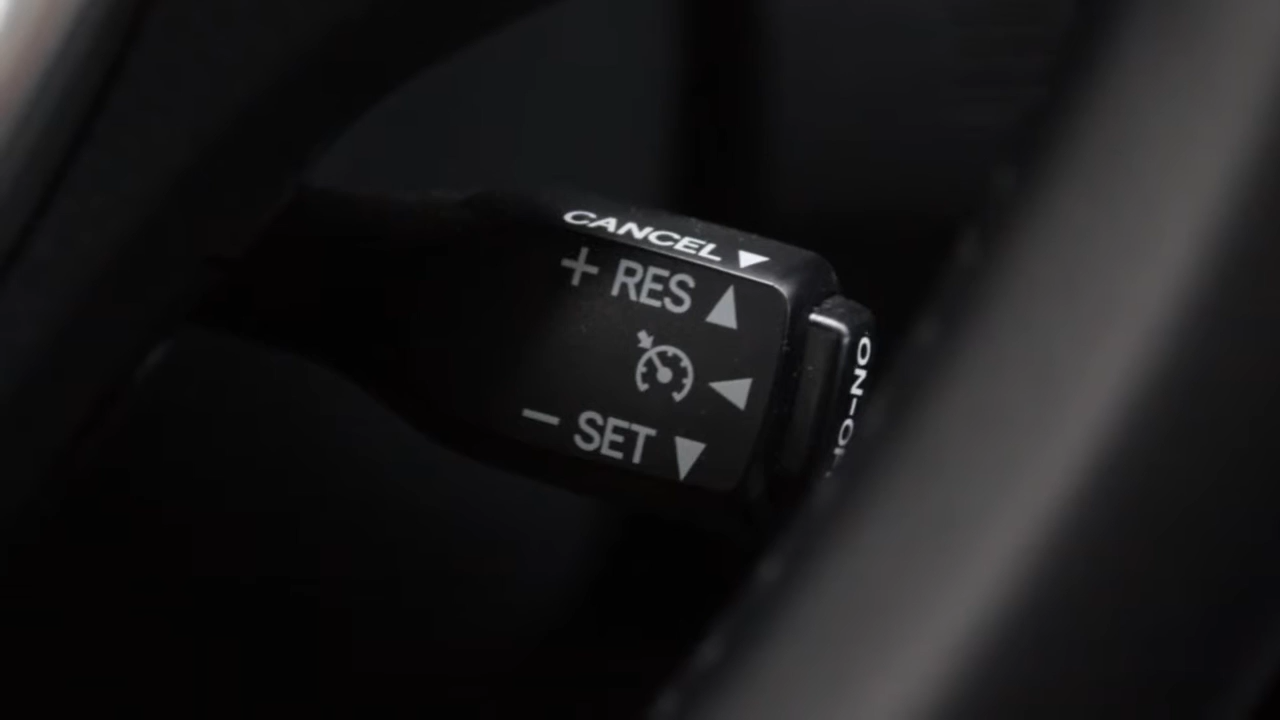 CANCEL ▼
+ RES ▲
◀
− SET ▼